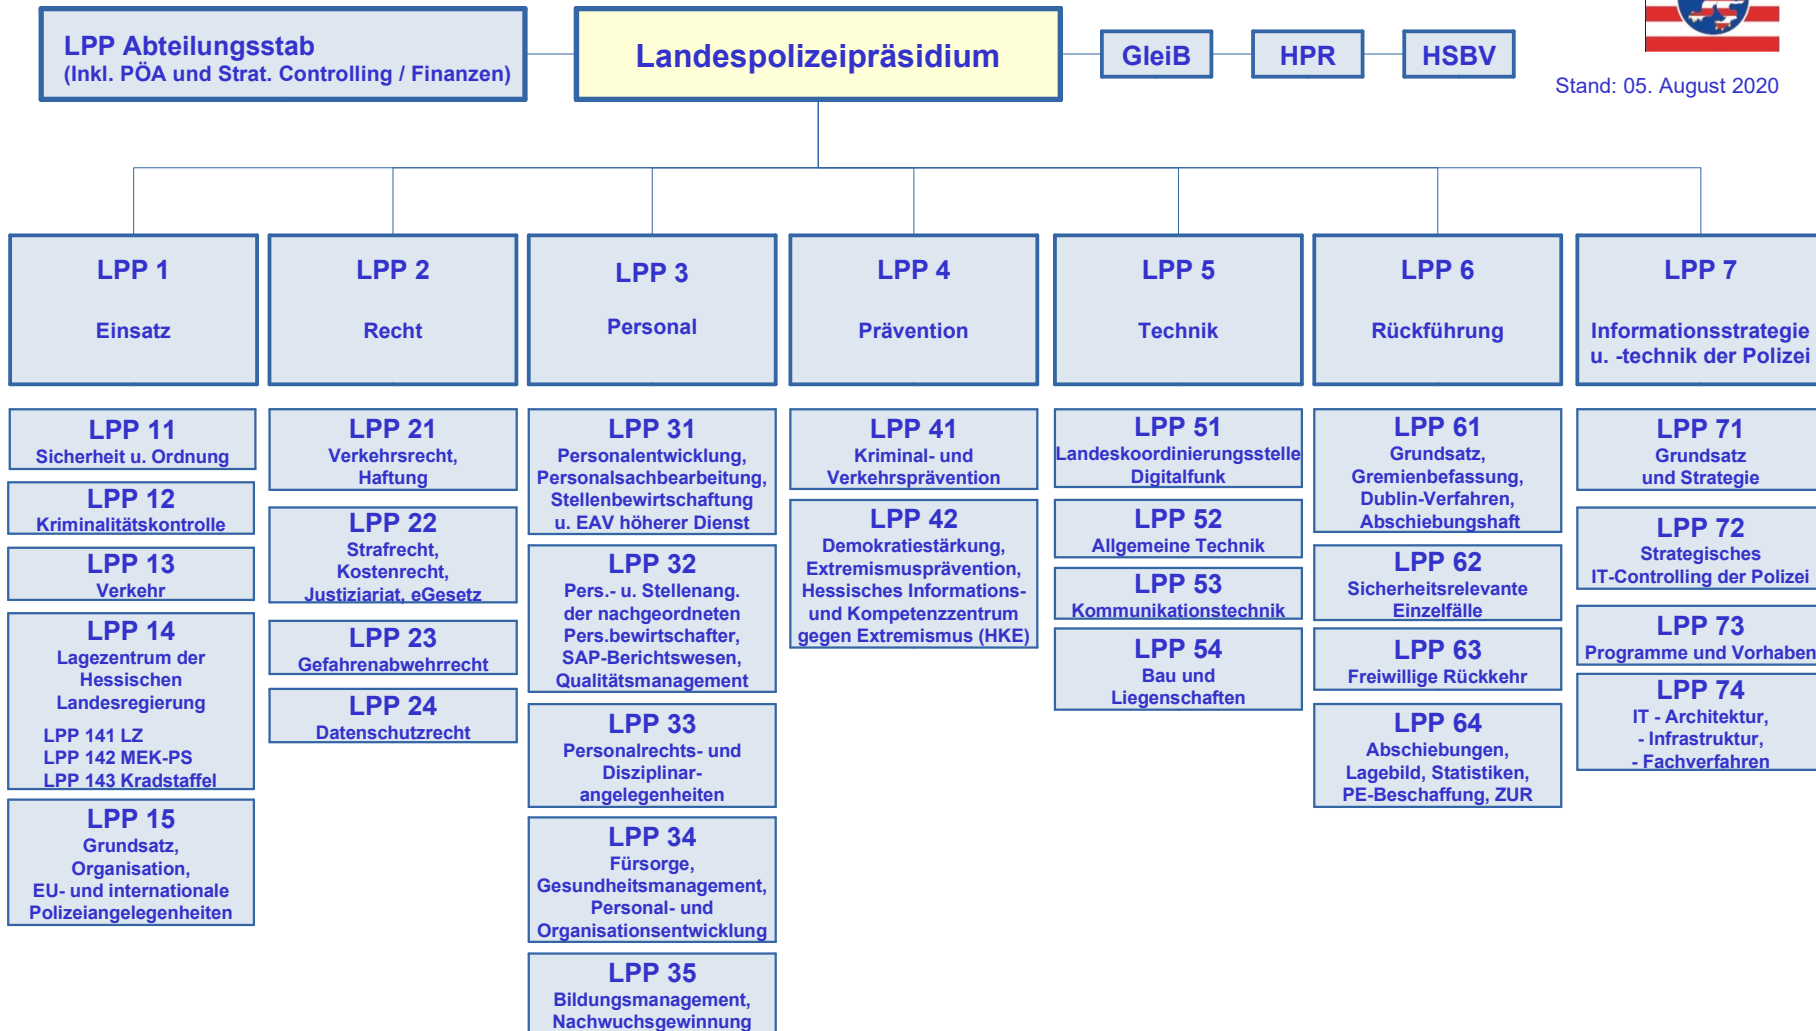 LPP Abteilungsstab
(Inkl. PÖA und Strat. Controlling / Finanzen)
Landespolizeipräsidium
GleiB
HPR
HSBV
Stand: 05. August 2020
LPP 1
Einsatz
LPP 2
Recht
LPP 3
Personal
LPP 4
Prävention
LPP 5
Technik
LPP 6
Rückführung
LPP 7
Informationsstrategie
u. -technik der Polizei
LPP 11
Sicherheit u. Ordnung
LPP 12
Kriminalitätskontrolle
LPP 13
Verkehr
LPP 14
Lagezentrum der
Hessischen
Landesregierung
LPP 141 LZ
LPP 142 MEK-PS
LPP 143 Kradstaffel
LPP 15
Grundsatz,
Organisation,
EU- und internationale
Polizeiangelegenheiten
LPP 21
Verkehrsrecht,
Haftung
LPP 22
Strafrecht,
Kostenrecht,
Justiziariat, eGesetz
LPP 23
Gefahrenabwehrrecht
LPP 24
Datenschutzrecht
LPP 31
Personalentwicklung,
Personalsachbearbeitung,
Stellenbewirtschaftung
u. EAV höherer Dienst
LPP 32
Pers.- u. Stellenang.
der nachgeordneten
Pers.bewirtschafter,
SAP-Berichtswesen,
Qualitätsmanagement
LPP 33
Personalrechts- und
Disziplinar-
angelegenheiten
LPP 34
Fürsorge,
Gesundheitsmanagement,
Personal- und
Organisationsentwicklung
LPP 35
Bildungsmanagement,
Nachwuchsgewinnung
LPP 41
Kriminal- und
Verkehrsprävention
LPP 42
Demokratiestärkung,
Extremismusprävention,
Hessisches Informations-
und Kompetenzzentrum
gegen Extremismus (HKE)
LPP 51
Landeskoordinierungsstelle
Digitalfunk
LPP 52
Allgemeine Technik
LPP 53
Kommunikationstechnik
LPP 54
Bau und
Liegenschaften
LPP 61
Grundsatz,
Gremienbefassung,
Dublin-Verfahren,
Abschiebungshaft
LPP 62
Sicherheitsrelevante
Einzelfälle
LPP 63
Freiwillige Rückkehr
LPP 64
Abschiebungen,
Lagebild, Statistiken,
PE-Beschaffung, ZUR
LPP 71
Grundsatz
und Strategie
LPP 72
Strategisches
IT-Controlling der Polizei
LPP 73
Programme und Vorhaben
LPP 74
IT - Architektur,
- Infrastruktur,
- Fachverfahren